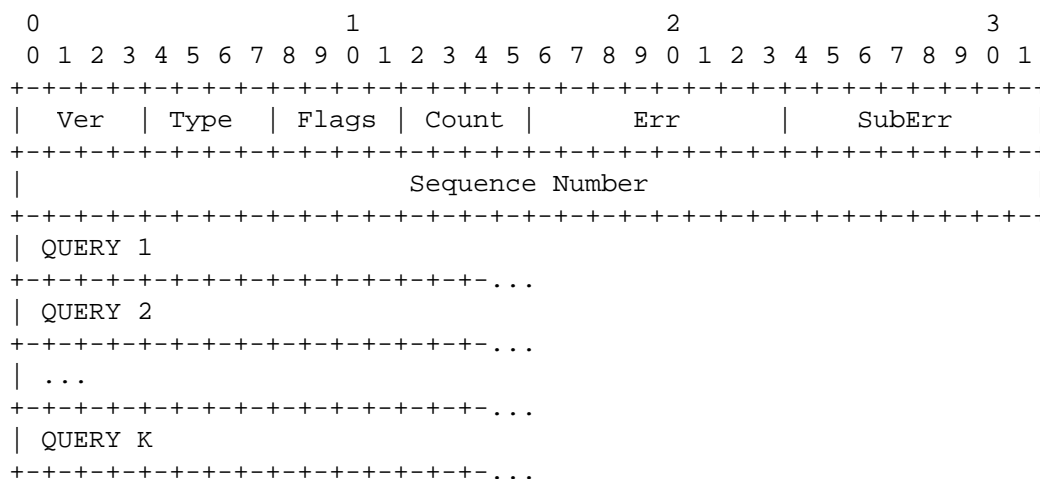 0                   1                   2                   3
 0 1 2 3 4 5 6 7 8 9 0 1 2 3 4 5 6 7 8 9 0 1 2 3 4 5 6 7 8 9 0 1
+-+-+-+-+-+-+-+-+-+-+-+-+-+-+-+-+-+-+-+-+-+-+-+-+-+-+-+-+-+-+-+--
|  Ver  | Type  | Flags | Count |      Err      |    SubErr     |
+-+-+-+-+-+-+-+-+-+-+-+-+-+-+-+-+-+-+-+-+-+-+-+-+-+-+-+-+-+-+-+--
|                        Sequence Number                        |
+-+-+-+-+-+-+-+-+-+-+-+-+-+-+-+-+-+-+-+-+-+-+-+-+-+-+-+-+-+-+-+--
| QUERY 1
+-+-+-+-+-+-+-+-+-+-+-+-+-+-+-...
| QUERY 2
+-+-+-+-+-+-+-+-+-+-+-+-+-+-+-...
| ...
+-+-+-+-+-+-+-+-+-+-+-+-+-+-+-...
| QUERY K
+-+-+-+-+-+-+-+-+-+-+-+-+-+-+-...